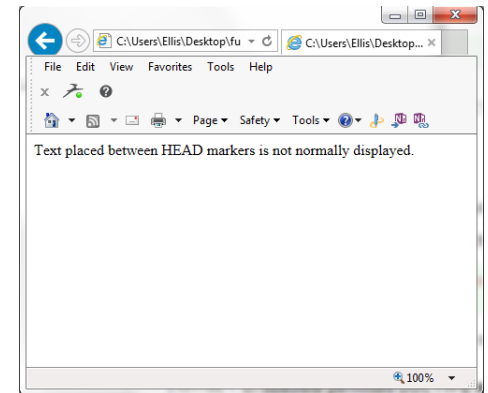 C:\Users\Ellis\Desktop\fu
C:\Users\Ellis\Desktop...
File Edit View Favorites Tools Help
Page Safety Tools
Text placed between HEAD markers is not normally displayed.
100%